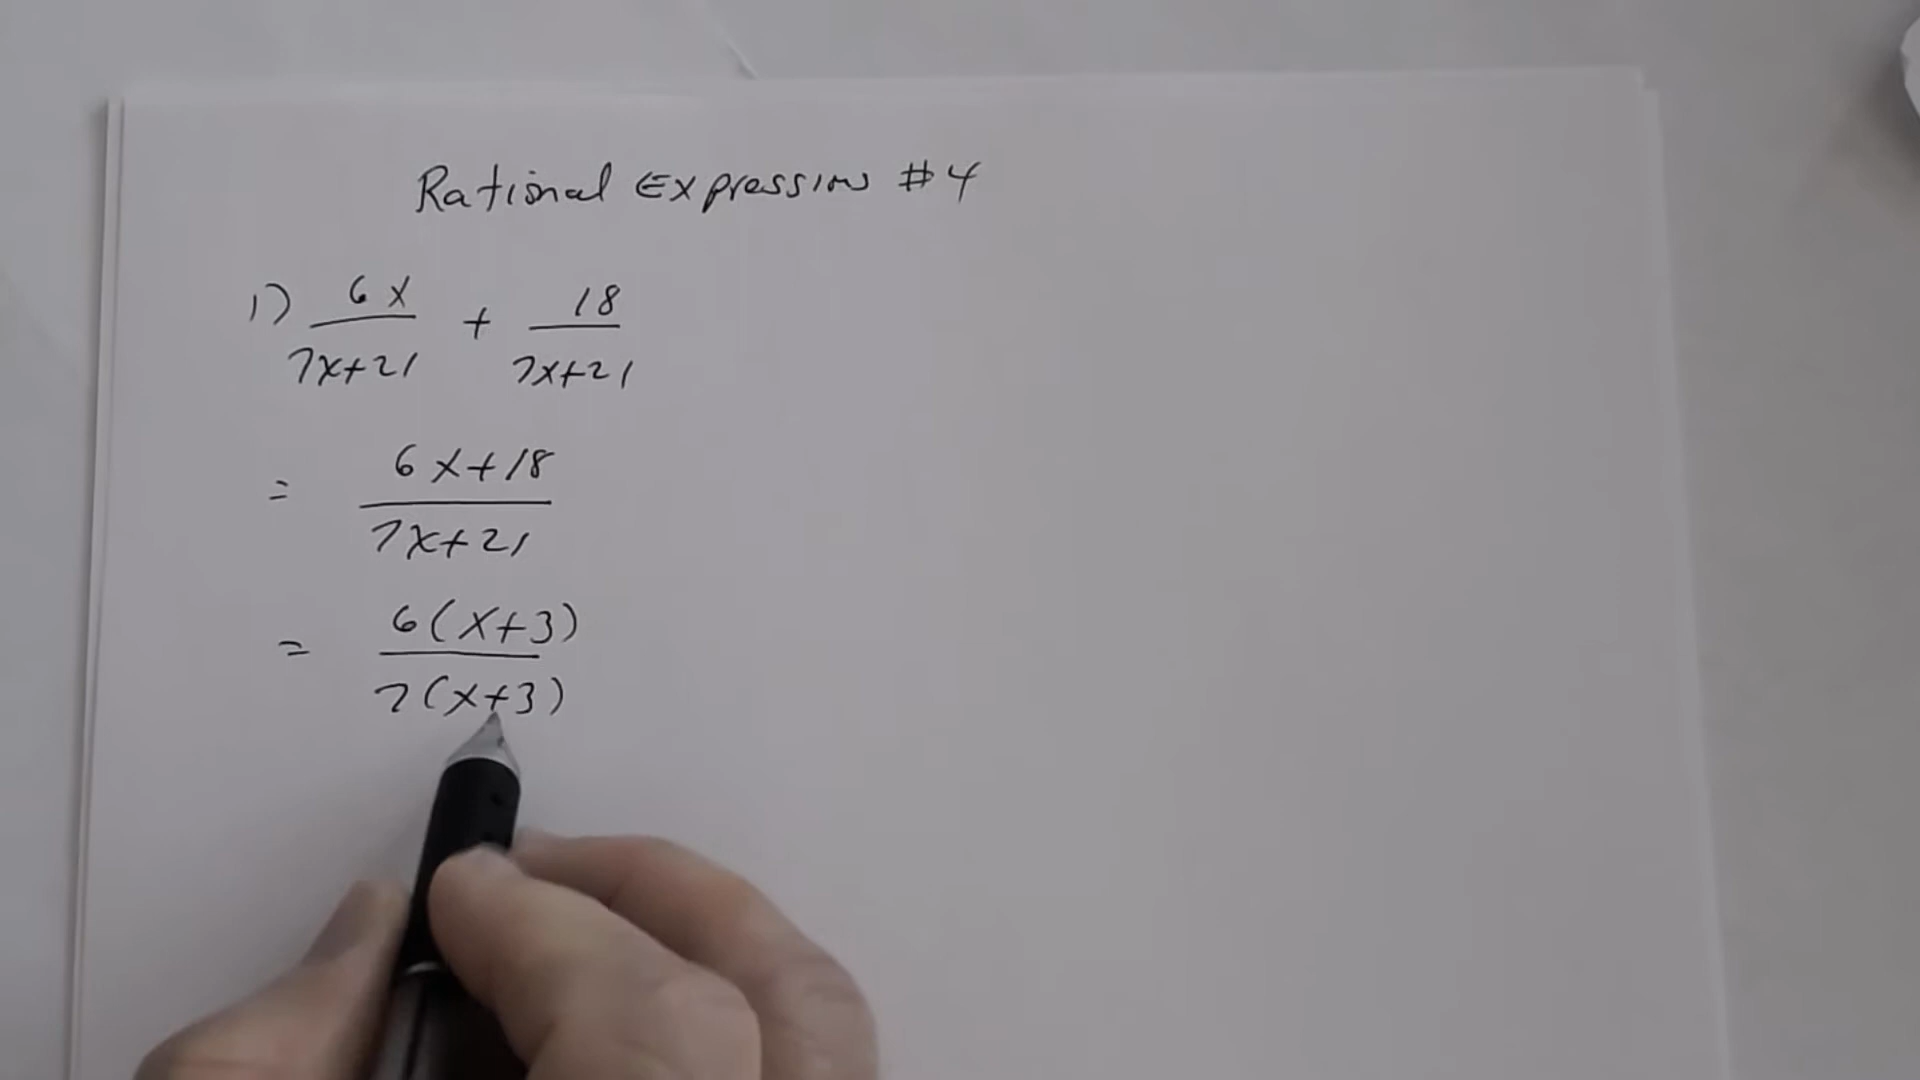 Rational Expressions #4
1) 6x/7x+21 + 18/7x+21
= 6x+18/7x+21
= 6(x+3)/7(x+3)